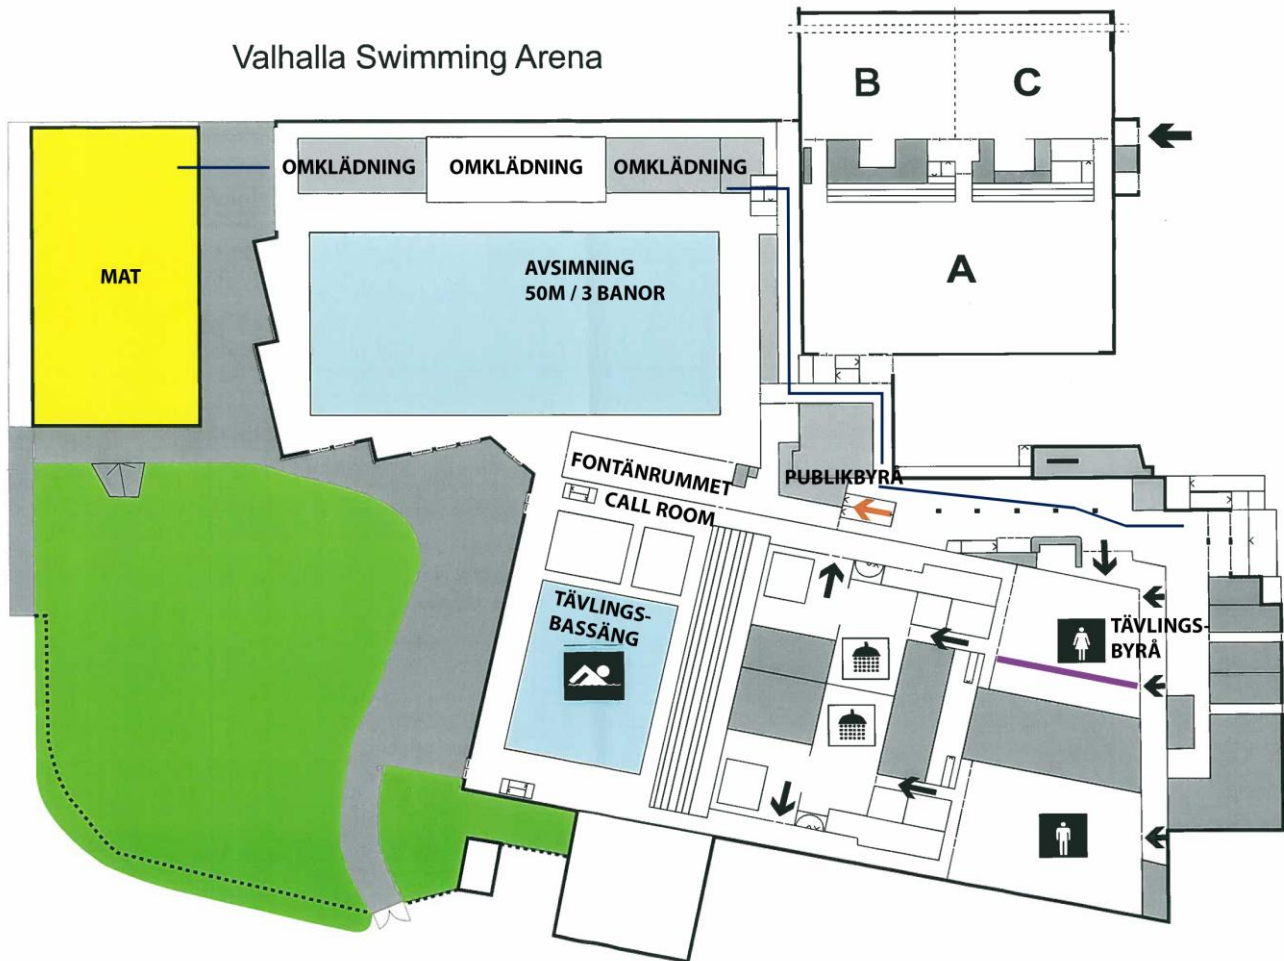 Valhalla Swimming Arena
B
C
OMKLÄDNING
OMKLÄDNING
OMKLÄDNING
MAT
AVSIMNING
50M / 3 BANOR
A
FONTÄNRUMMET
PUBLIKBYRÅ
CALL ROOM
TÄVLINGS-
BASSÄNG
TÄVLINGS-
BYRÅ